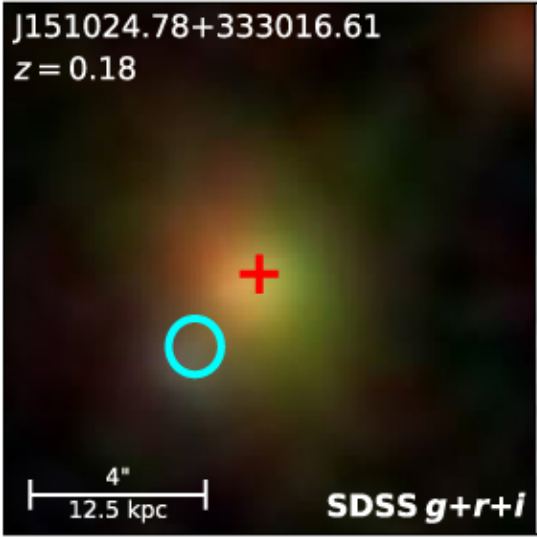 J151024.78+333016.61
z = 0.18
4"
12.5 kpc
SDSS g+r+i